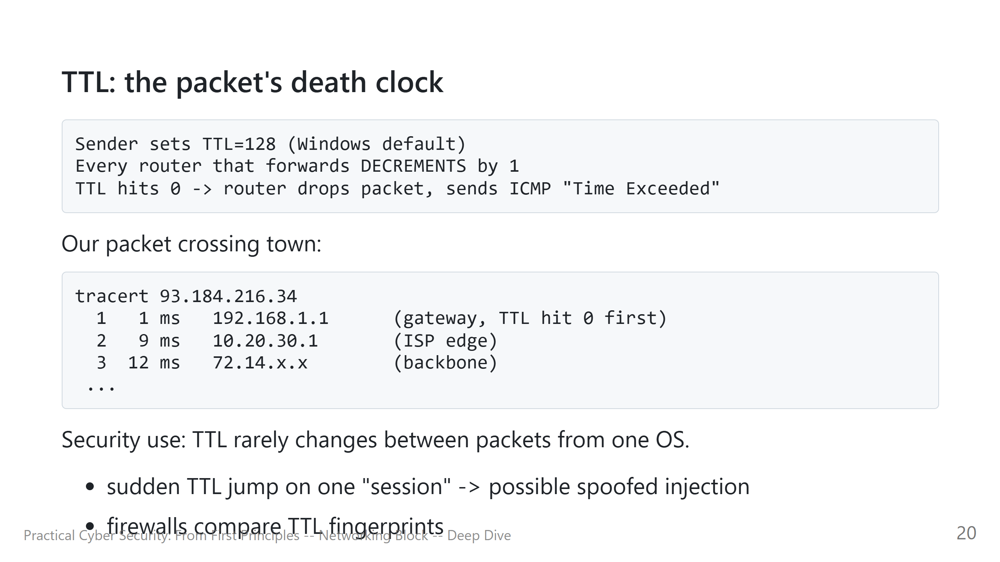 TTL: the packet's death clock
Sender sets TTL=128 (Windows default)
Every router that forwards DECREMENTS by 1
TTL hits 0 -> router drops packet, sends ICMP "Time Exceeded"
Our packet crossing town:
tracert 93.184.216.34
  1   1 ms   192.168.1.1      (gateway, TTL hit 0 first)
  2   9 ms   10.20.30.1       (ISP edge)
  3  12 ms   72.14.x.x        (backbone)
 ...
Security use: TTL rarely changes between packets from one OS.
• sudden TTL jump on one "session" -> possible spoofed injection
• firewalls compare TTL fingerprints
Practical Cyber Security: From First Principles -- Networking Block -- Deep Dive
20